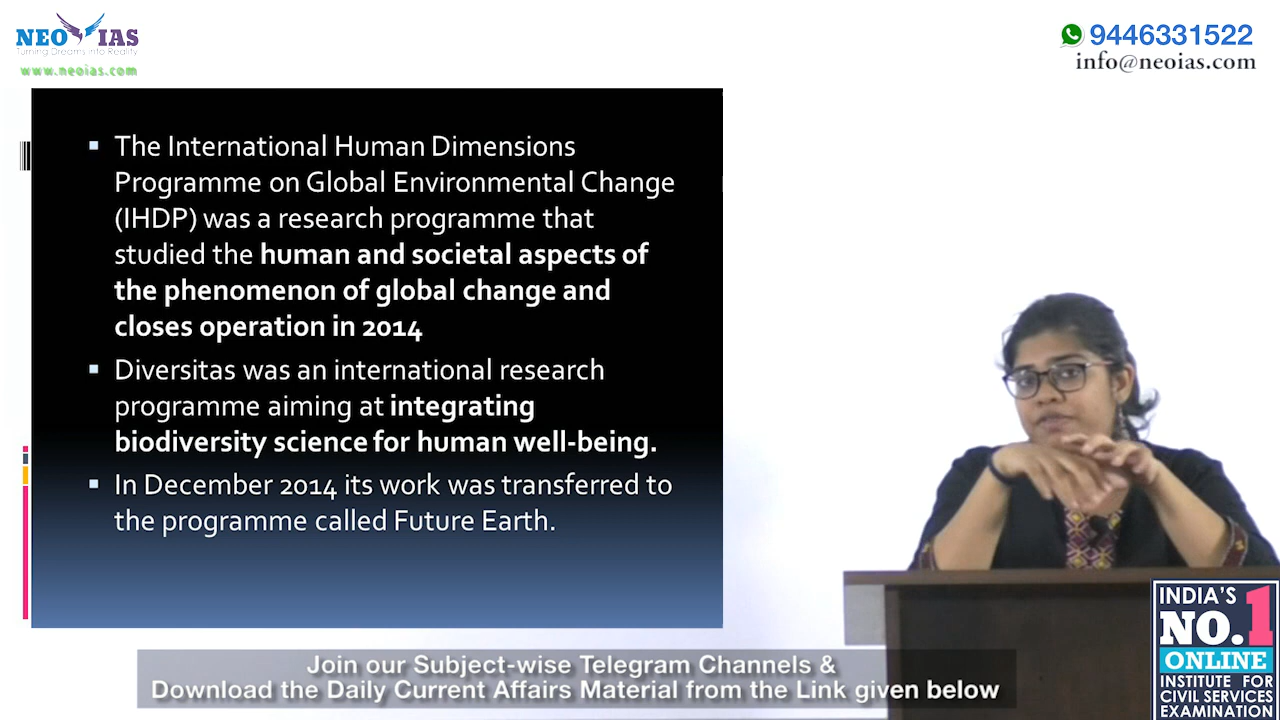 NEO IAS
Turning Dreams into Reality
www.neoias.com
9446331522
info@neoias.com
The International Human Dimensions
Programme on Global Environmental Change
(IHDP) was a research programme that
studied the human and societal aspects of
the phenomenon of global change and
closes operation in 2014
Diversitas was an international research
programme aiming at integrating
biodiversity science for human well-being.
In December 2014 its work was transferred to
the programme called Future Earth.
INDIA'S
NO.1
ONLINE
INSTITUTE FOR
CIVIL SERVICES
EXAMINATION
Join our Subject-wise Telegram Channels &
Download the Daily Current Affairs Material from the Link given below